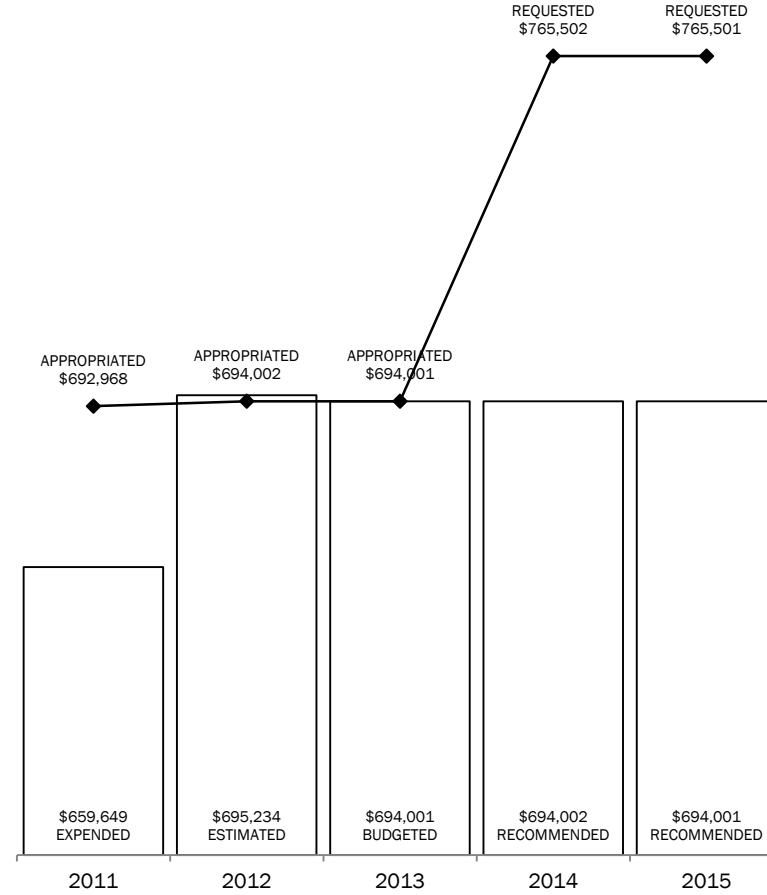 REQUESTED
$765,502
REQUESTED
$765,501
APPROPRIATED
$692,968
APPROPRIATED
$694,002
APPROPRIATED
$694,001
$659,649
EXPENDED
$695,234
ESTIMATED
$694,001
BUDGETED
$694,002
RECOMMENDED
$694,001
RECOMMENDED
2011
2012
2013
2014
2015